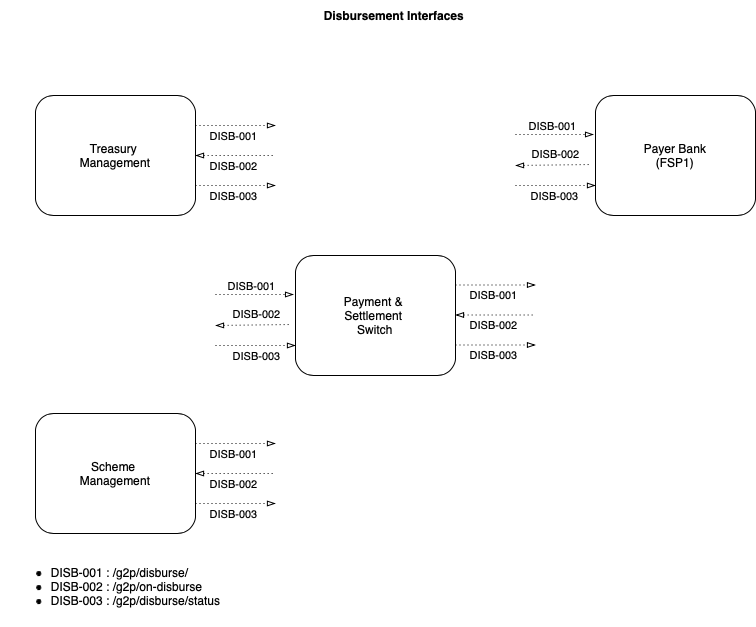 Disbursement Interfaces
Treasury
Management
DISB-001
DISB-002
DISB-003
DISB-001
DISB-002
DISB-003
Payer Bank
(FSP1)
DISB-001
DISB-002
DISB-003
Payment &
Settlement
Switch
DISB-001
DISB-002
DISB-003
Scheme
Management
DISB-001
DISB-002
DISB-003
● DISB-001 : /g2p/disburse/
● DISB-002 : /g2p/on-disburse
● DISB-003 : /g2p/disburse/status